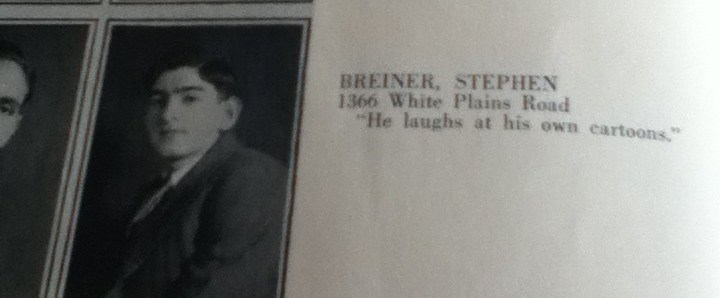 BREINER, STEPHEN
1366 White Plains Road
"He laughs at his own cartoons."